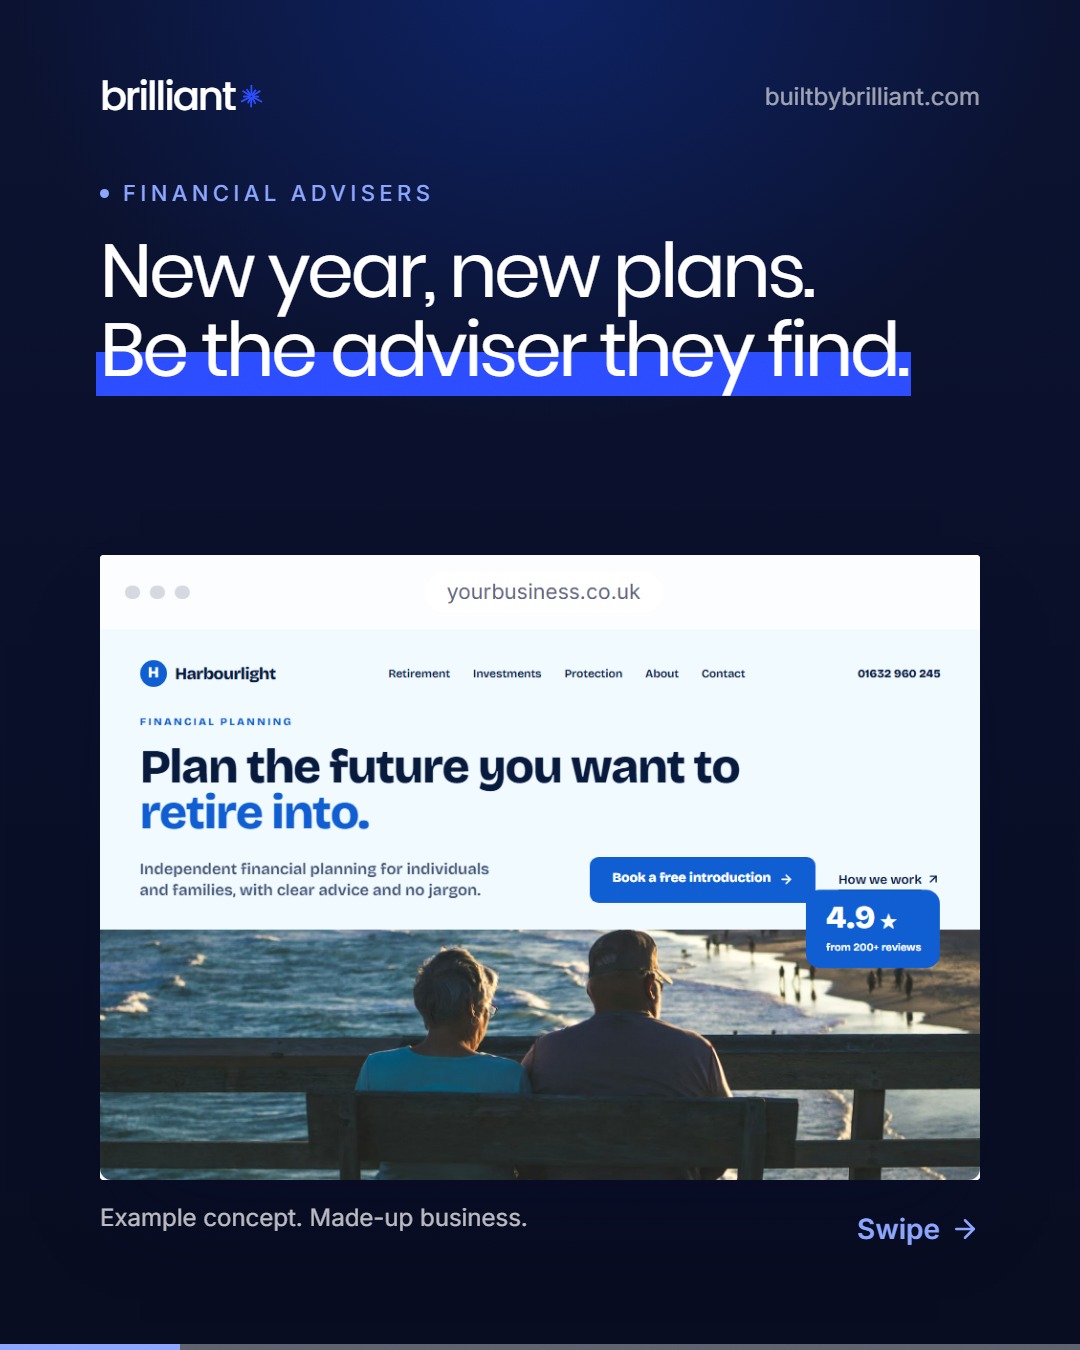 brilliant
builtbybrilliant.com
FINANCIAL ADVISERS
New year, new plans.
Be the adviser they find.
yourbusiness.co.uk
H Harbourlight
Retirement Investments Protection About Contact
01632 960 245
FINANCIAL PLANNING
Plan the future you want to
retire into.
Independent financial planning for individuals
and families, with clear advice and no jargon.
Book a free introduction →
How we work ↗
4.9 ★
from 200+ reviews
Example concept. Made-up business.
Swipe →